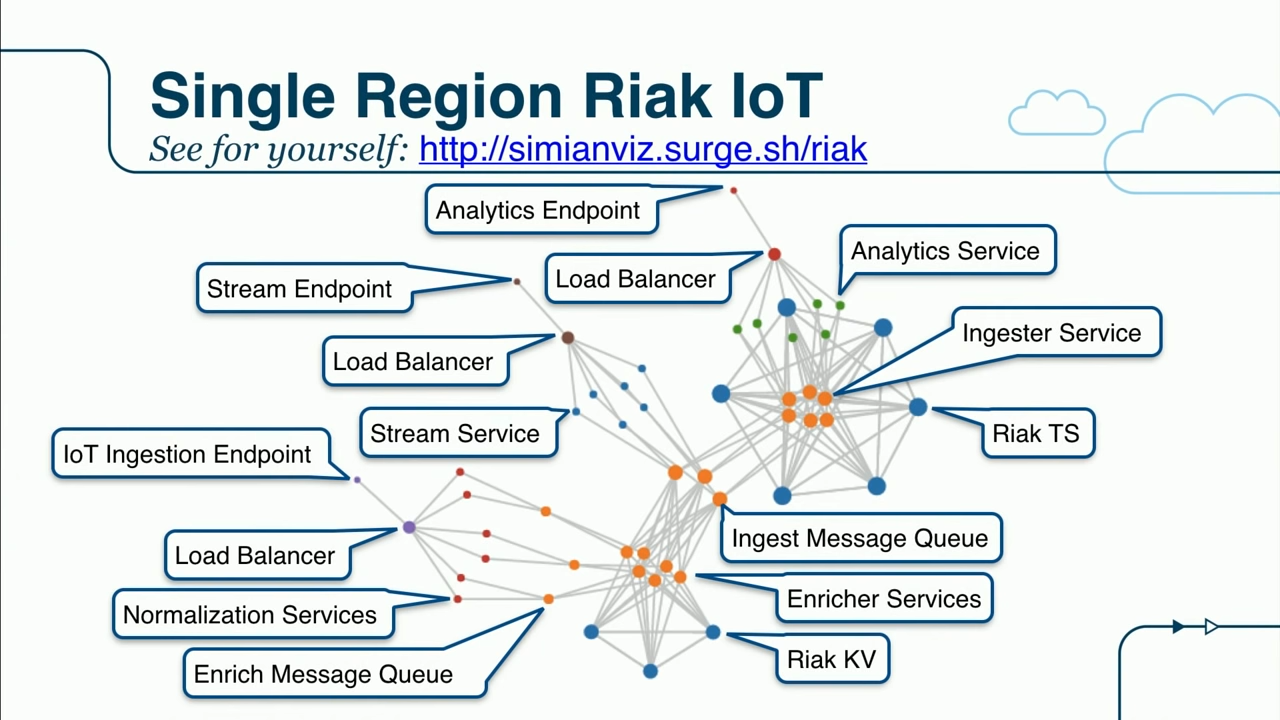 Single Region Riak IoT
See for yourself: http://simianviz.surge.sh/riak
Analytics Endpoint
Analytics Service
Load Balancer
Stream Endpoint
Ingester Service
Load Balancer
Stream Service
Riak TS
IoT Ingestion Endpoint
Ingest Message Queue
Load Balancer
Enricher Services
Normalization Services
Riak KV
Enrich Message Queue